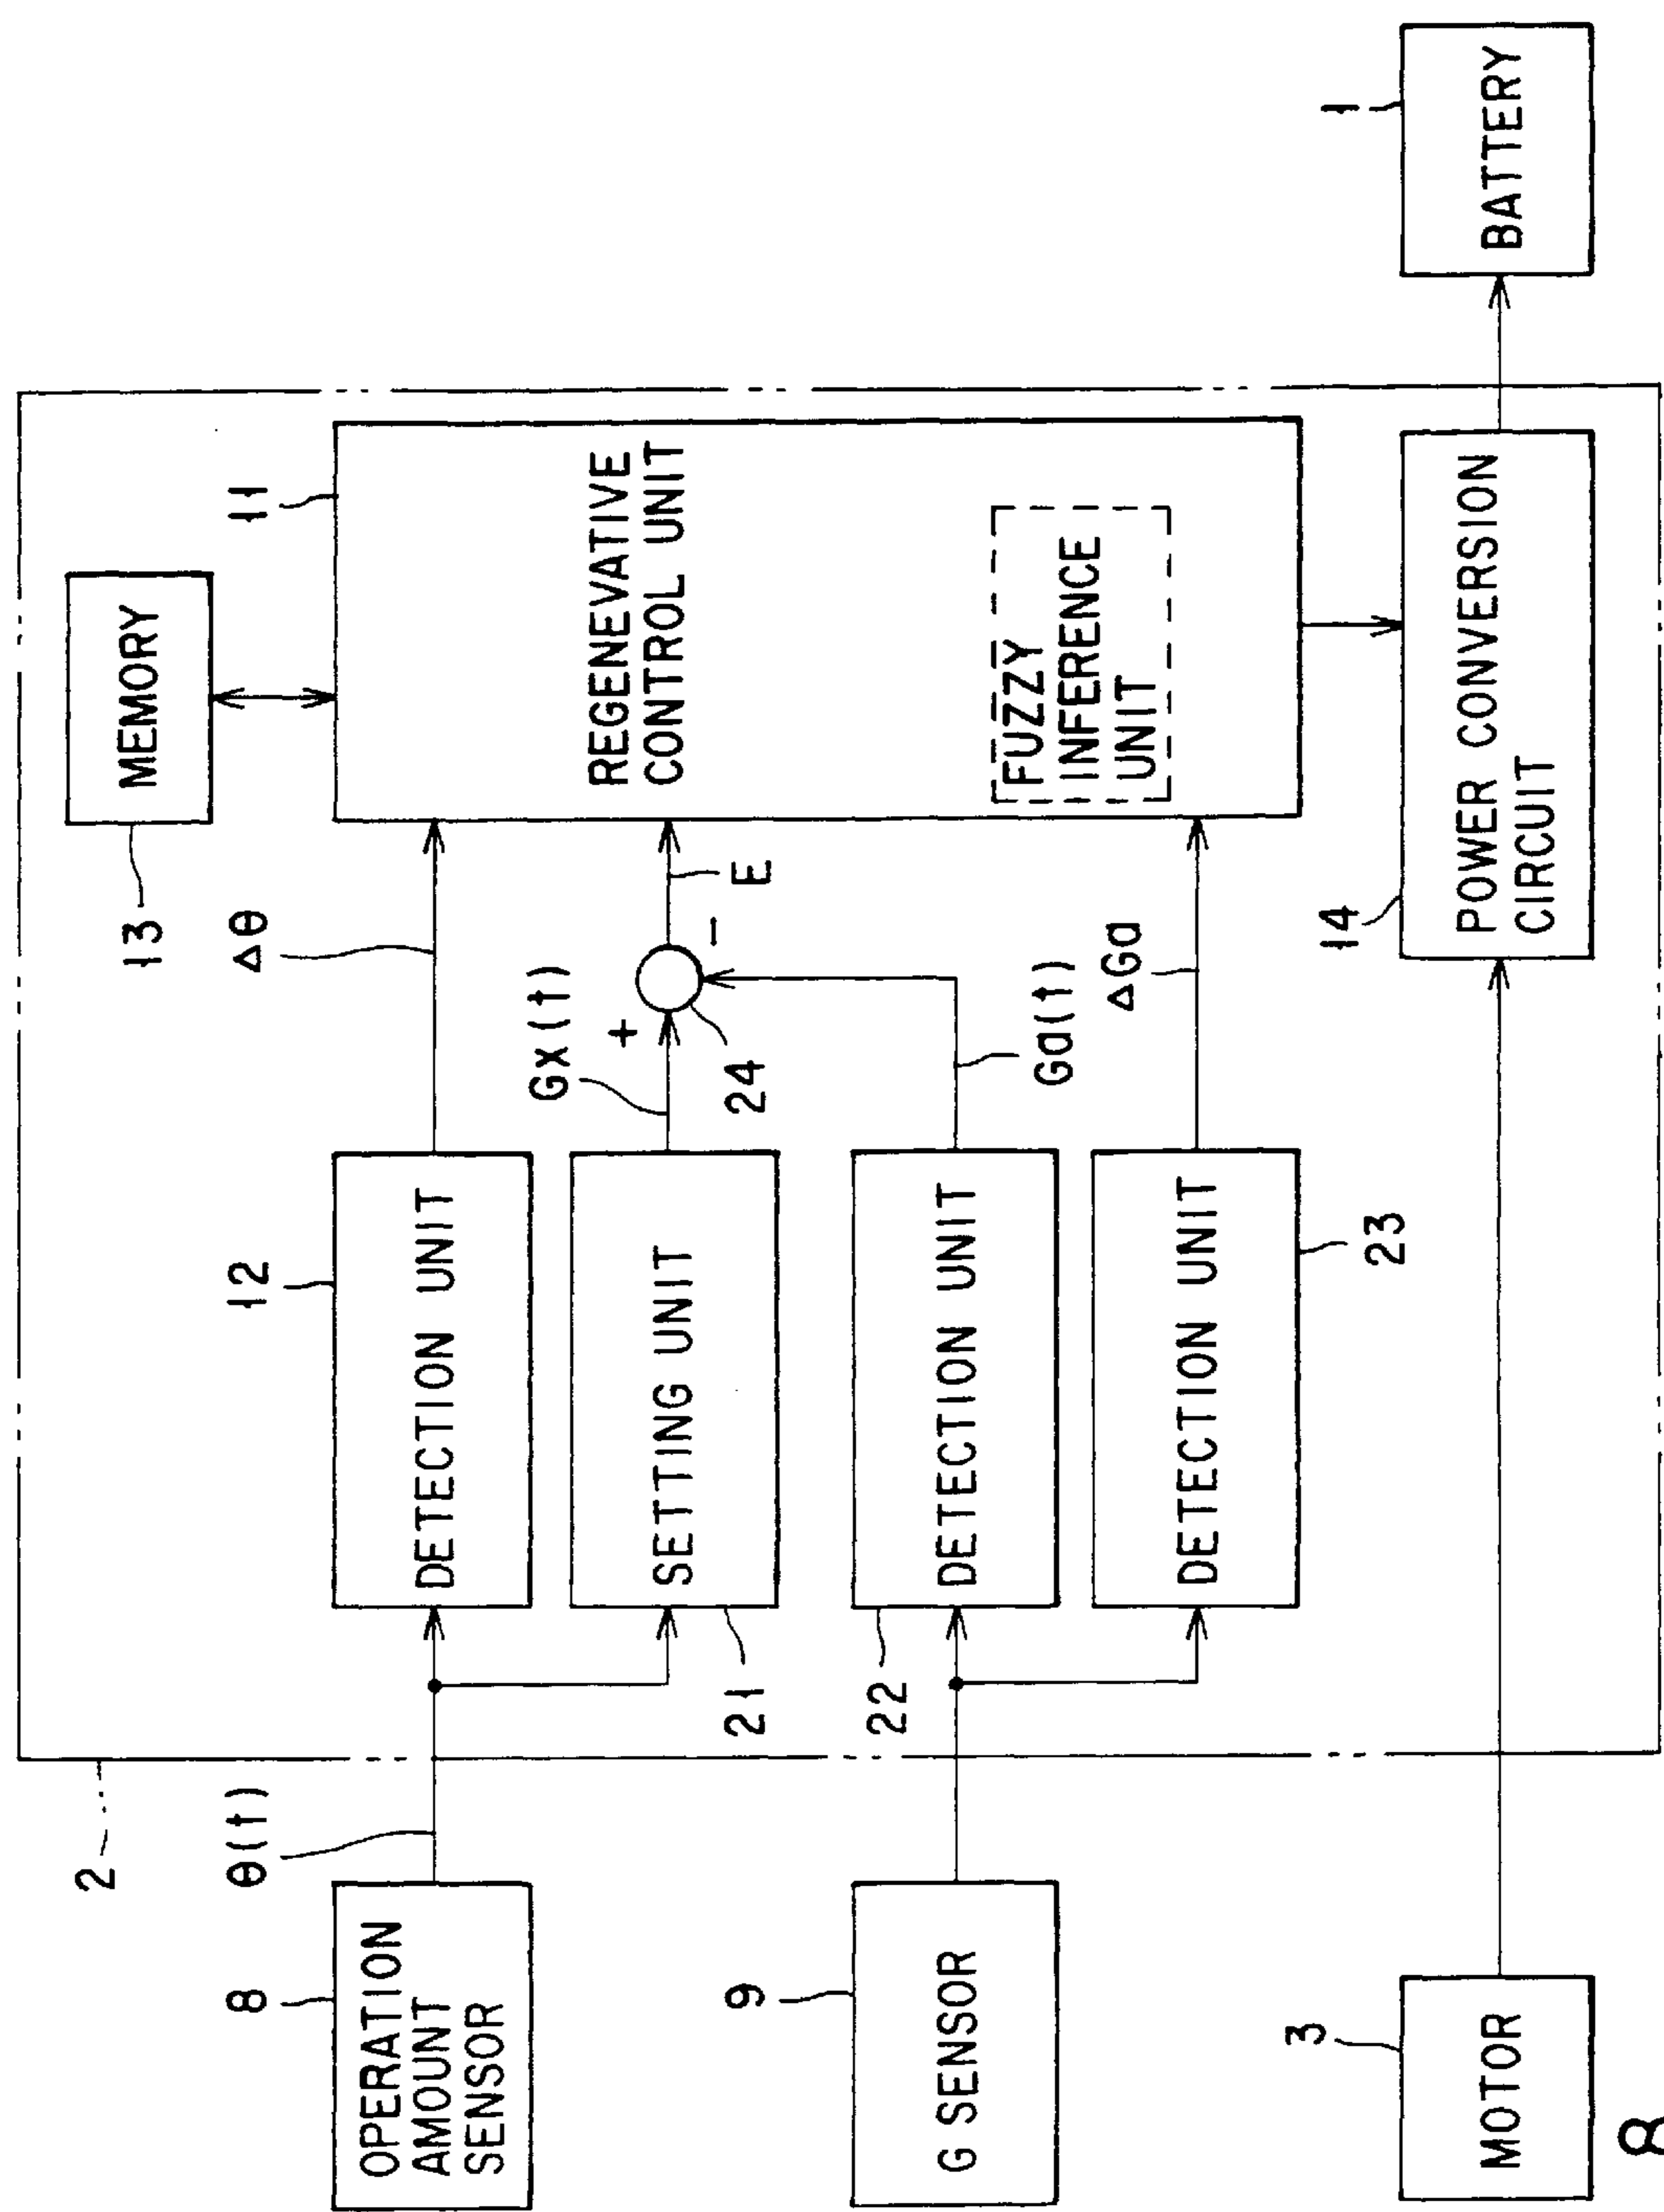 2
MEMORY
13
11
θ(t)
8
OPERATION
AMOUNT
SENSOR
12
DETECTION UNIT
Δθ
REGENEVATIVE
CONTROL UNIT
SETTING UNIT
21
Gx(t)
+
-
E
24
9
G SENSOR
22
DETECTION UNIT
Ga(t)
FUZZY
INFERENCE
UNIT
DETECTION UNIT
23
ΔGa
3
MOTOR
14
POWER CONVERSION
CIRCUIT
1
BATTERY
8